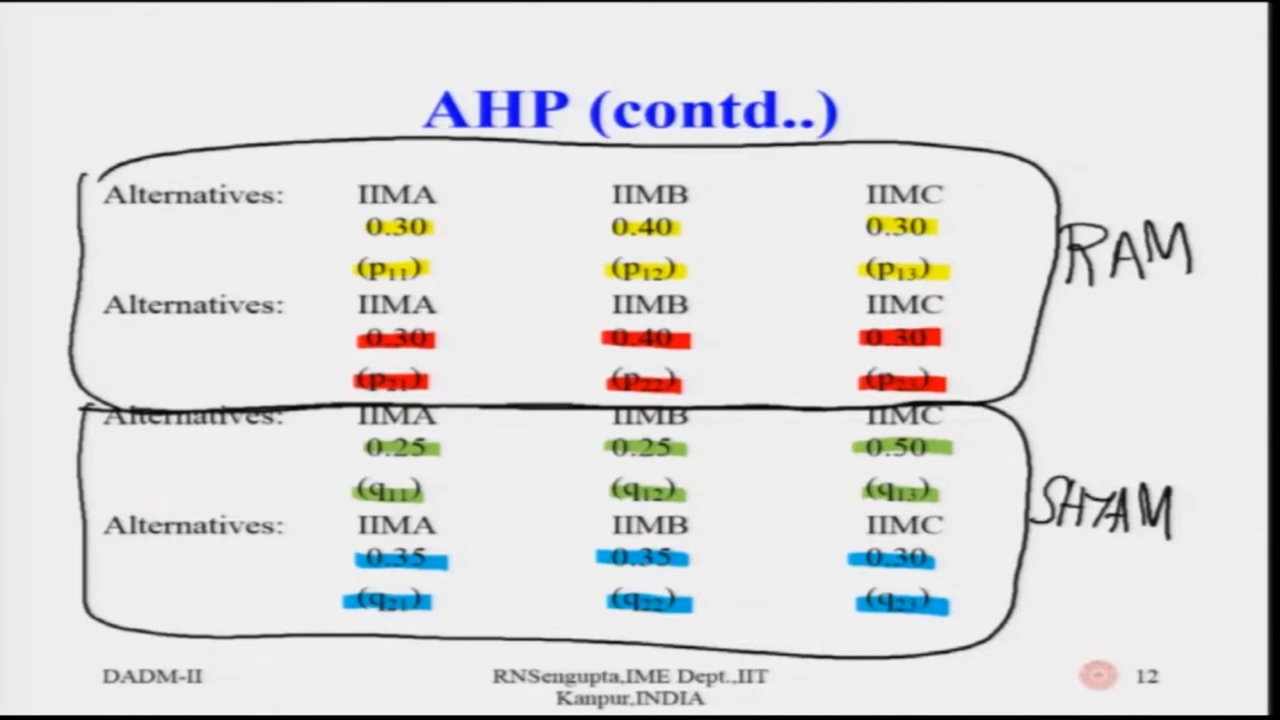 AHP (contd..)
Alternatives: IIMA IIMB IIMC
0.30 0.40 0.30
(p11) (p12) (p13)
RAM
Alternatives: IIMA IIMB IIMC
0.30 0.40 0.30
(p21) (p22) (p23)
Alternatives: IIMA IIMB IIMC
0.25 0.25 0.50
(q11) (q12) (q13)
SHYAM
Alternatives: IIMA IIMB IIMC
0.35 0.35 0.30
(q21) (q22) (q23)
DADM-II RNSengupta,IME Dept.,IIT 12
Kanpur,INDIA